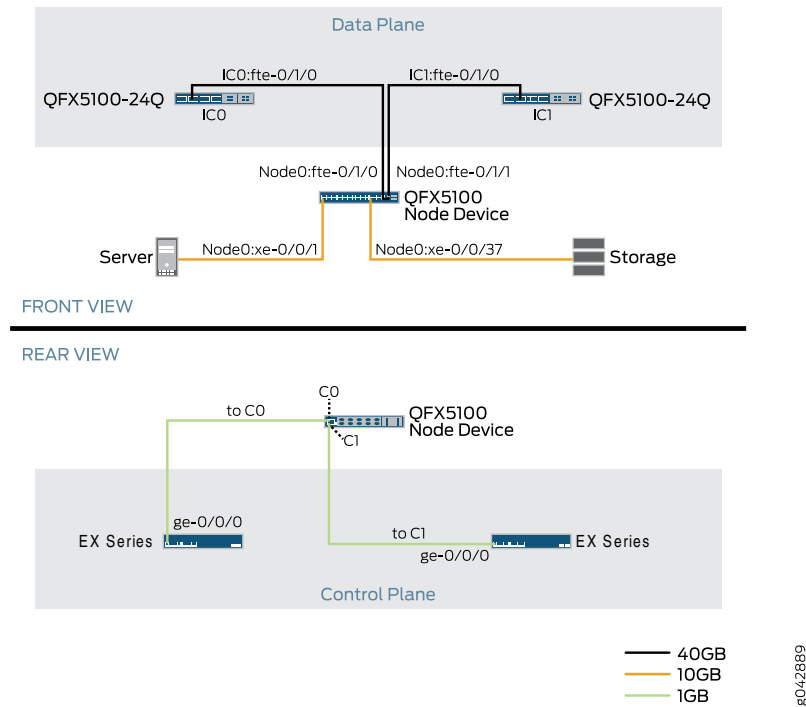 Data Plane
IC0:fte-0/1/0
IC1:fte-0/1/0
QFX5100-24Q
IC0
IC1
QFX5100-24Q
Node0:fte-0/1/0
Node0:fte-0/1/1
QFX5100
Node Device
Server
Node0:xe-0/0/1
Node0:xe-0/0/37
Storage
FRONT VIEW
REAR VIEW
C0
to C0
QFX5100
Node Device
C1
ge-0/0/0
EX Series
to C1
ge-0/0/0
EX Series
Control Plane
40GB
10GB
1GB
g042889